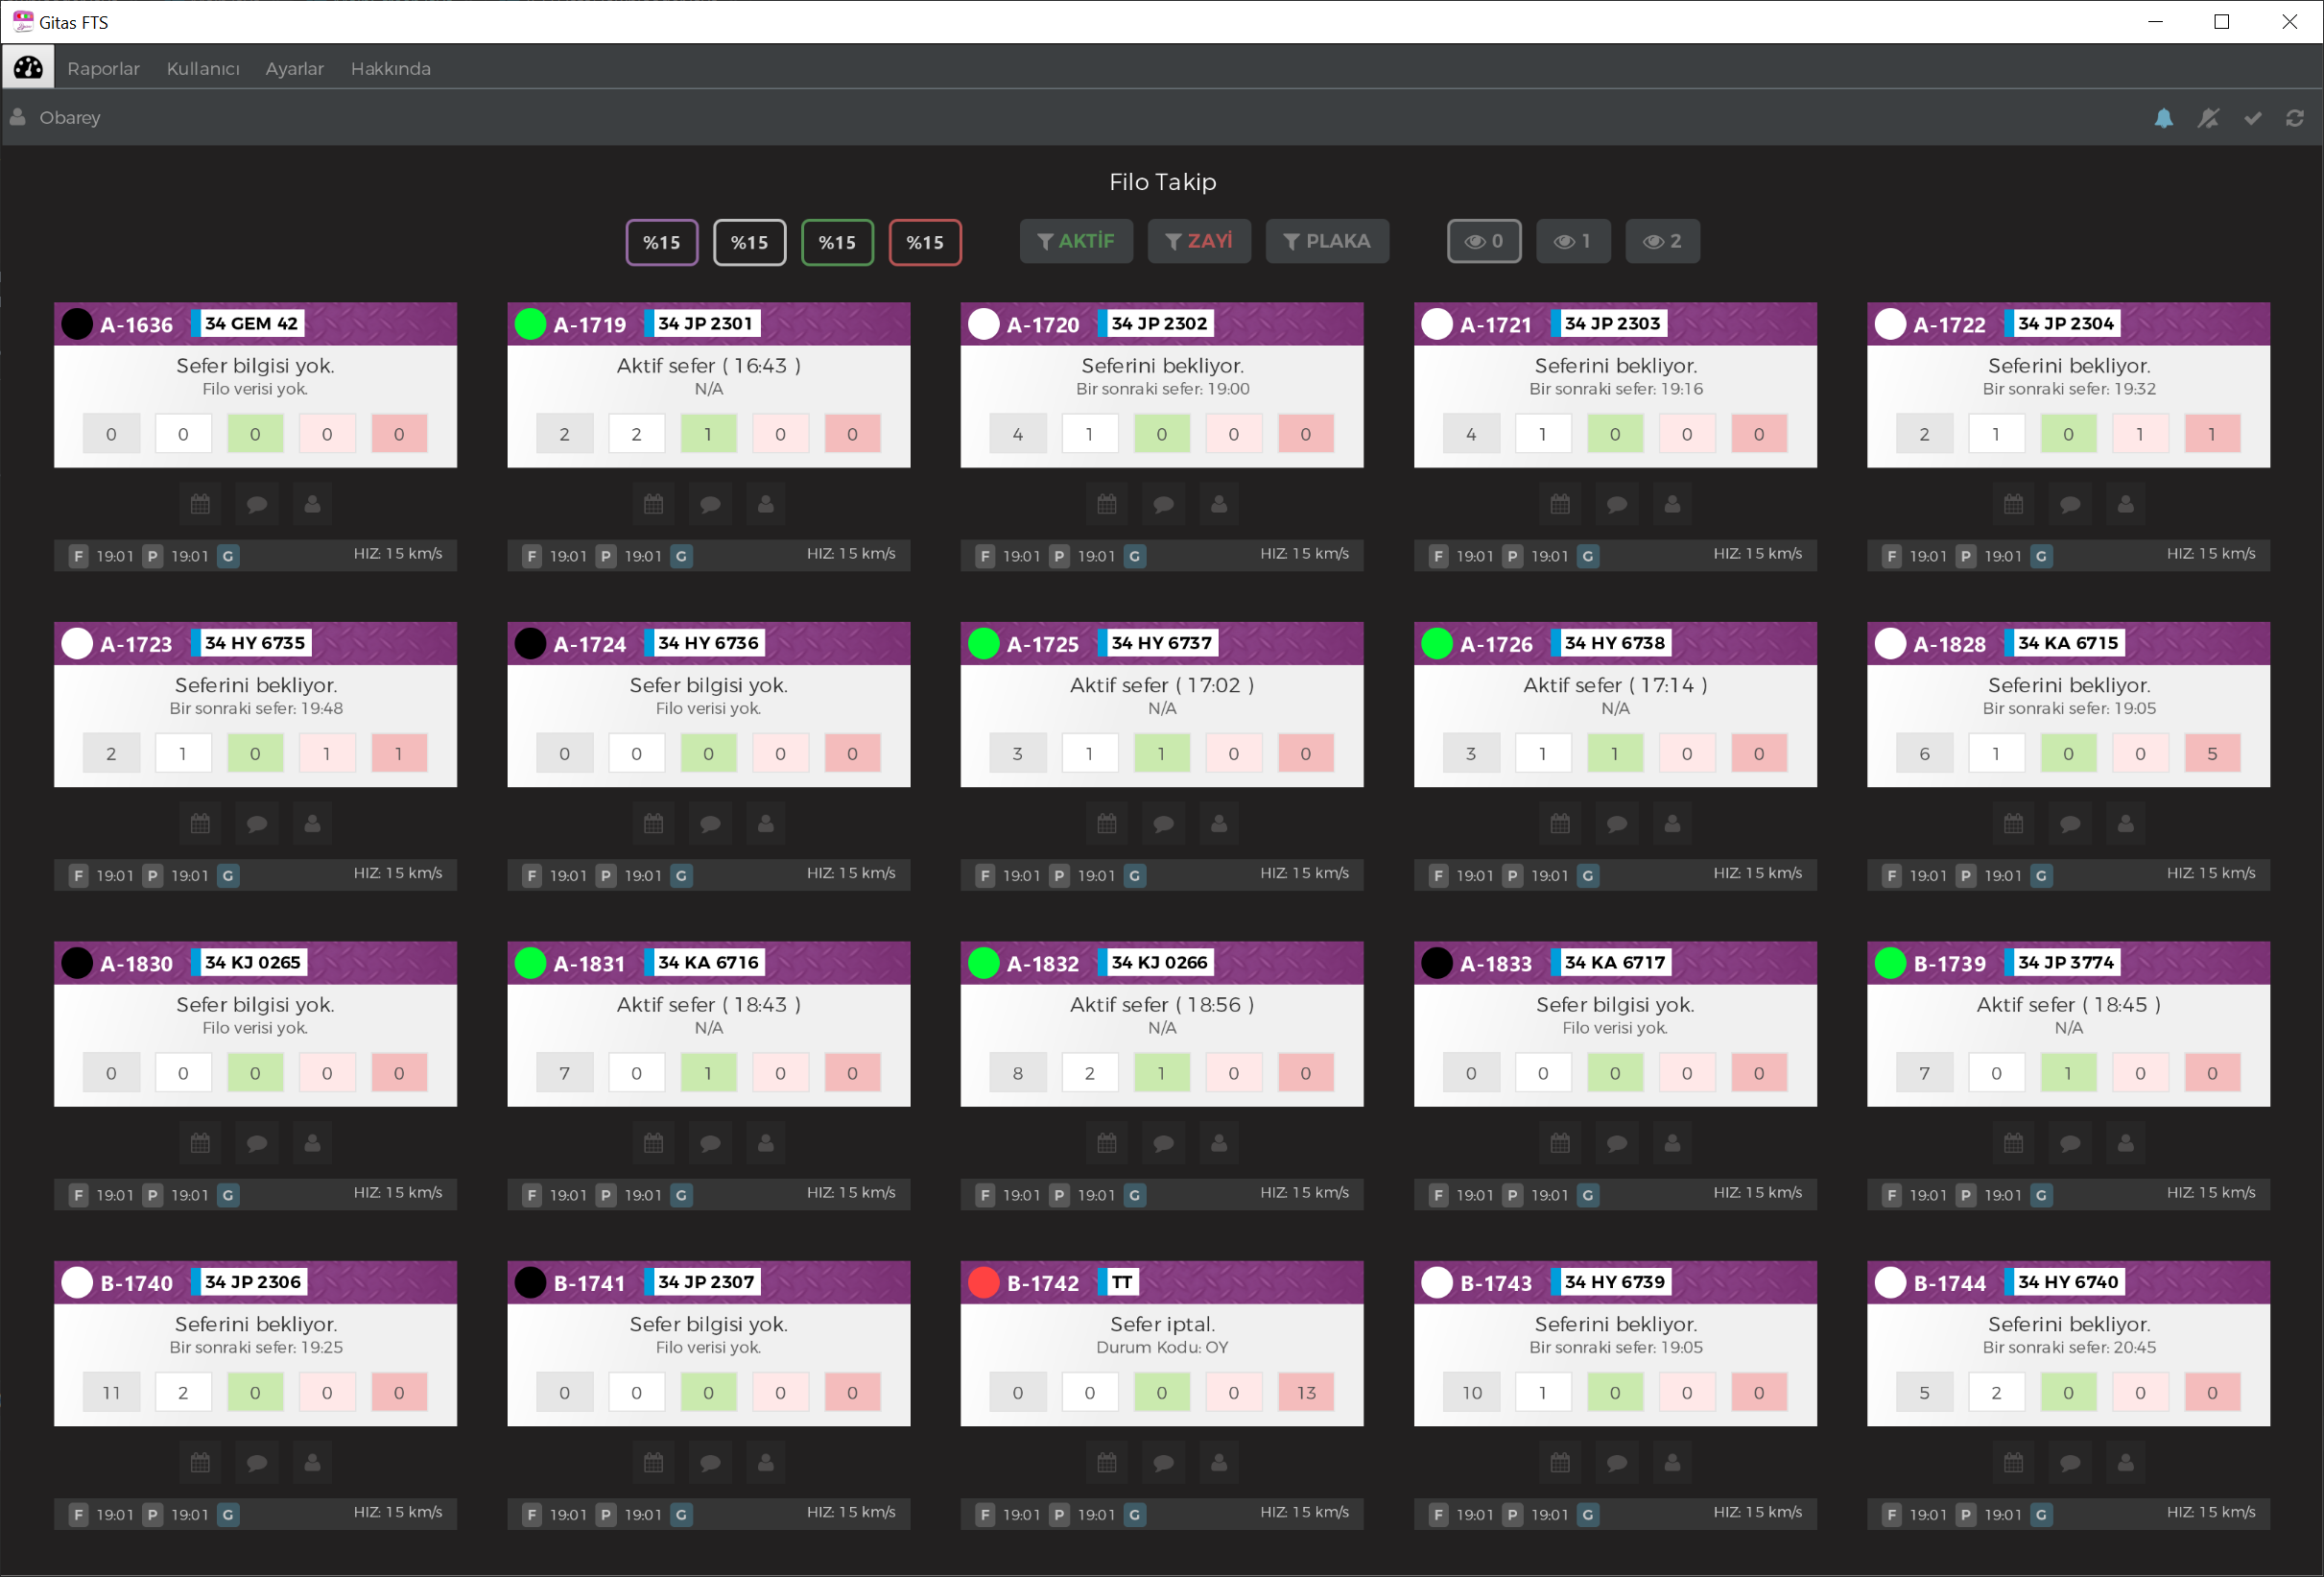 Gitas FTS
Raporlar Kullanıcı Ayarlar Hakkında
Obarey
Filo Takip
%15 %15 %15 %15 AKTİF ZAYİ PLAKA 0 1 2
A-1636 34 GEM 42
Sefer bilgisi yok.
Filo verisi yok.
0 0 0 0 0
F 19:01 P 19:01 G HIZ: 15 km/s
A-1719 34 JP 2301
Aktif sefer ( 16:43 )
N/A
2 2 1 0 0
F 19:01 P 19:01 G HIZ: 15 km/s
A-1720 34 JP 2302
Seferini bekliyor.
Bir sonraki sefer: 19:00
4 1 0 0 0
F 19:01 P 19:01 G HIZ: 15 km/s
A-1721 34 JP 2303
Seferini bekliyor.
Bir sonraki sefer: 19:16
4 1 0 0 0
F 19:01 P 19:01 G HIZ: 15 km/s
A-1722 34 JP 2304
Seferini bekliyor.
Bir sonraki sefer: 19:32
2 1 0 1 1
F 19:01 P 19:01 G HIZ: 15 km/s
A-1723 34 HY 6735
Seferini bekliyor.
Bir sonraki sefer: 19:48
2 1 0 1 1
F 19:01 P 19:01 G HIZ: 15 km/s
A-1724 34 HY 6736
Sefer bilgisi yok.
Filo verisi yok.
0 0 0 0 0
F 19:01 P 19:01 G HIZ: 15 km/s
A-1725 34 HY 6737
Aktif sefer ( 17:02 )
N/A
3 1 1 0 0
F 19:01 P 19:01 G HIZ: 15 km/s
A-1726 34 HY 6738
Aktif sefer ( 17:14 )
N/A
3 1 1 0 0
F 19:01 P 19:01 G HIZ: 15 km/s
A-1828 34 KA 6715
Seferini bekliyor.
Bir sonraki sefer: 19:05
6 1 0 0 5
F 19:01 P 19:01 G HIZ: 15 km/s
A-1830 34 KJ 0265
Sefer bilgisi yok.
Filo verisi yok.
0 0 0 0 0
F 19:01 P 19:01 G HIZ: 15 km/s
A-1831 34 KA 6716
Aktif sefer ( 18:43 )
N/A
7 0 1 0 0
F 19:01 P 19:01 G HIZ: 15 km/s
A-1832 34 KJ 0266
Aktif sefer ( 18:56 )
N/A
8 2 1 0 0
F 19:01 P 19:01 G HIZ: 15 km/s
A-1833 34 KA 6717
Sefer bilgisi yok.
Filo verisi yok.
0 0 0 0 0
F 19:01 P 19:01 G HIZ: 15 km/s
B-1739 34 JP 3774
Aktif sefer ( 18:45 )
N/A
7 0 1 0 0
F 19:01 P 19:01 G HIZ: 15 km/s
B-1740 34 JP 2306
Seferini bekliyor.
Bir sonraki sefer: 19:25
11 2 0 0 0
F 19:01 P 19:01 G HIZ: 15 km/s
B-1741 34 JP 2307
Sefer bilgisi yok.
Filo verisi yok.
0 0 0 0 0
F 19:01 P 19:01 G HIZ: 15 km/s
B-1742 TT
Sefer iptal.
Durum Kodu: OY
0 0 0 0 13
F 19:01 P 19:01 G HIZ: 15 km/s
B-1743 34 HY 6739
Seferini bekliyor.
Bir sonraki sefer: 19:05
10 1 0 0 0
F 19:01 P 19:01 G HIZ: 15 km/s
B-1744 34 HY 6740
Seferini bekliyor.
Bir sonraki sefer: 20:45
5 2 0 0 0
F 19:01 P 19:01 G HIZ: 15 km/s